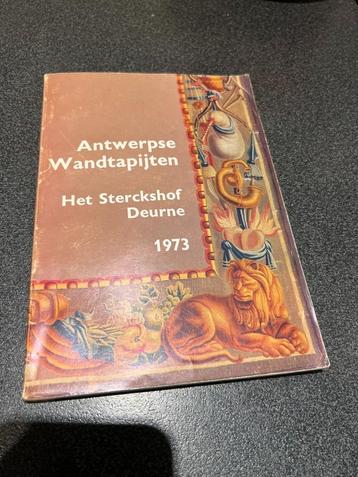 Antwerpse
Wandtapijten
Het Sterckshof
Deurne
1973